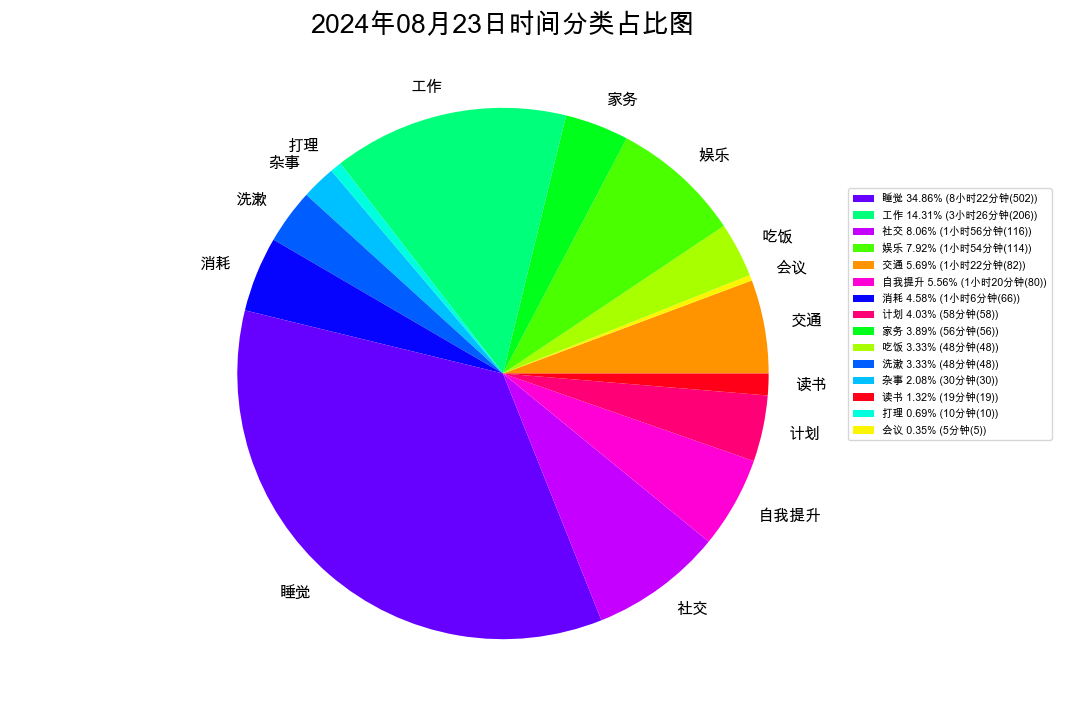 2024年08月23日时间分类占比图
工作
家务
打理
杂事
娱乐
洗漱
吃饭
消耗
会议
交通
读书
计划
自我提升
睡觉
社交
睡觉 34.86% (8小时22分钟(502))
工作 14.31% (3小时26分钟(206))
社交 8.06% (1小时56分钟(116))
娱乐 7.92% (1小时54分钟(114))
交通 5.69% (1小时22分钟(82))
自我提升 5.56% (1小时20分钟(80))
消耗 4.58% (1小时6分钟(66))
计划 4.03% (58分钟(58))
家务 3.89% (56分钟(56))
吃饭 3.33% (48分钟(48))
洗漱 3.33% (48分钟(48))
杂事 2.08% (30分钟(30))
读书 1.32% (19分钟(19))
打理 0.69% (10分钟(10))
会议 0.35% (5分钟(5))